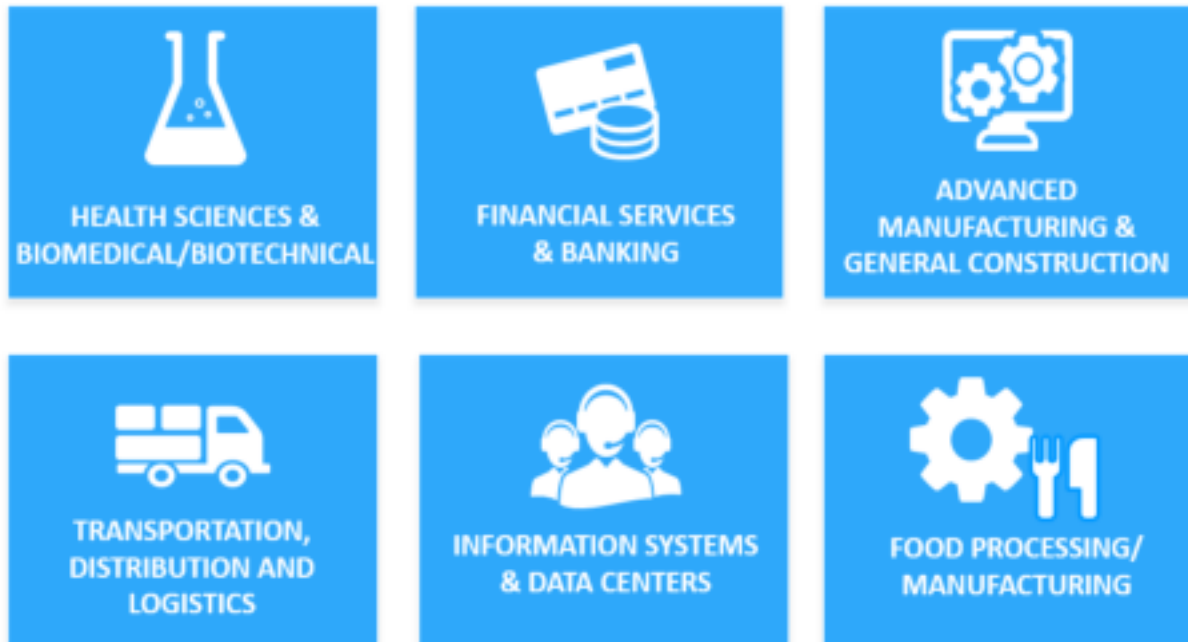 HEALTH SCIENCES &
BIOMEDICAL/BIOTECHNICAL
FINANCIAL SERVICES
& BANKING
ADVANCED
MANUFACTURING &
GENERAL CONSTRUCTION
TRANSPORTATION,
DISTRIBUTION AND
LOGISTICS
INFORMATION SYSTEMS
& DATA CENTERS
FOOD PROCESSING/
MANUFACTURING